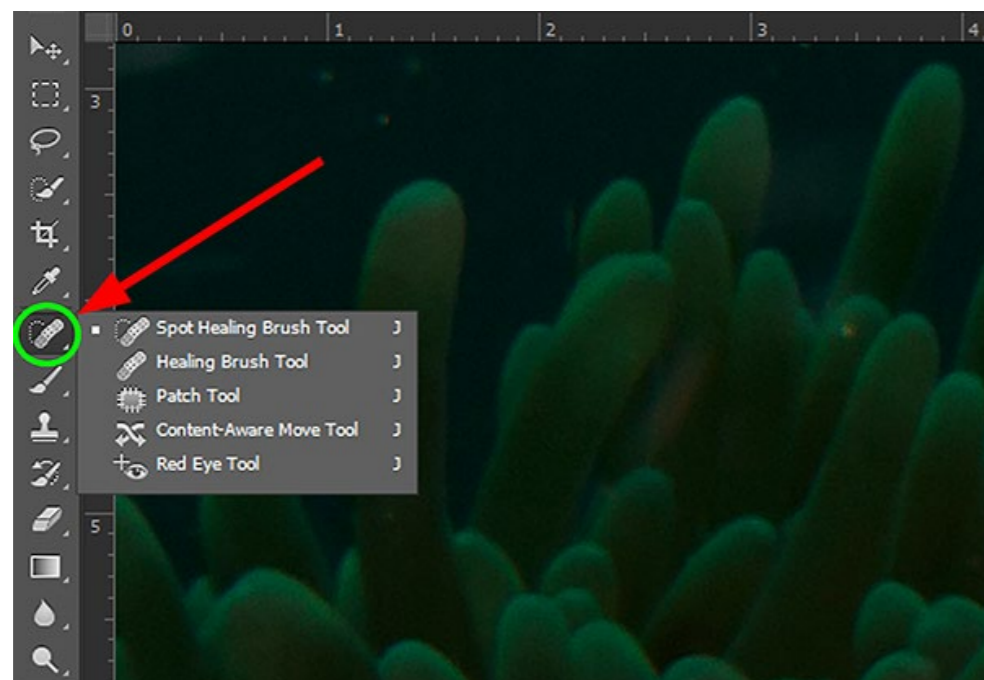 0 1 2 3 4
3
Spot Healing Brush Tool J
Healing Brush Tool J
Patch Tool J
Content-Aware Move Tool J
Red Eye Tool J
5